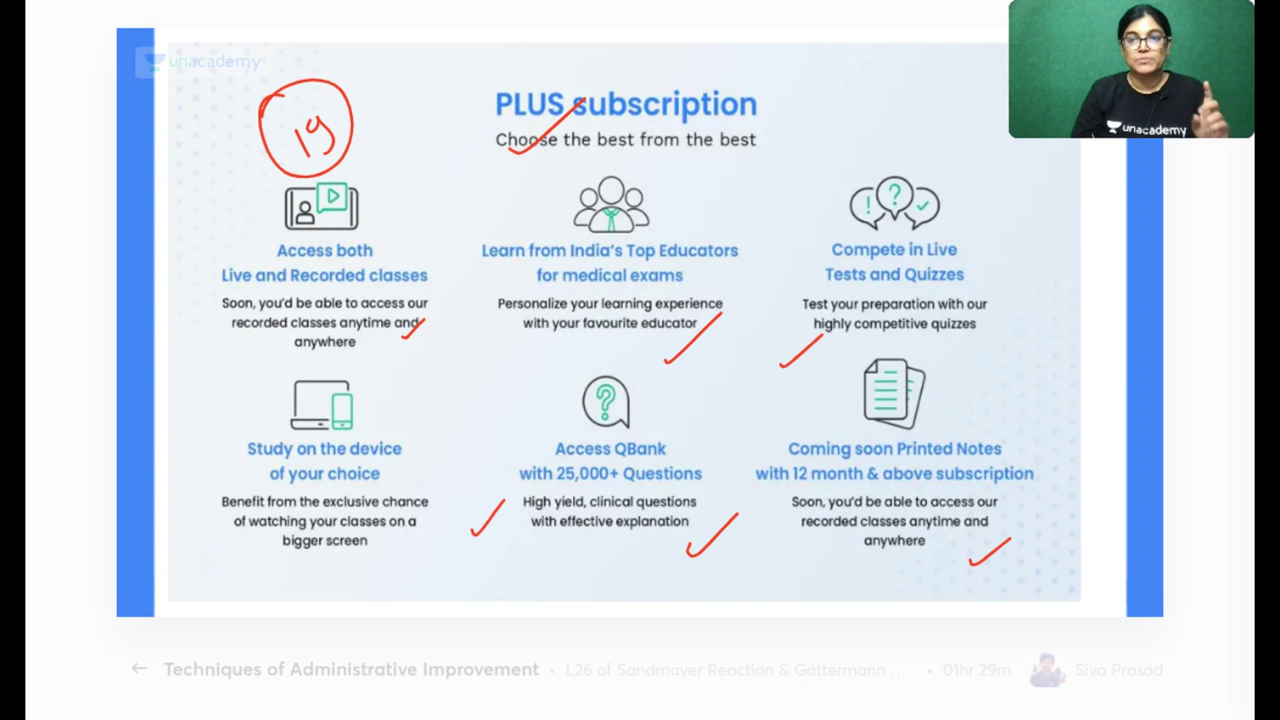 unacademy
unacademy
19
PLUS subscription
Choose the best from the best
Access both
Live and Recorded classes
Soon, you'd be able to access our
recorded classes anytime and
anywhere
Learn from India's Top Educators
for medical exams
Personalize your learning experience
with your favourite educator
Compete in Live
Tests and Quizzes
Test your preparation with our
highly competitive quizzes
Study on the device
of your choice
Benefit from the exclusive chance
of watching your classes on a
bigger screen
Access QBank
with 25,000+ Questions
High yield, clinical questions
with effective explanation
Coming soon Printed Notes
with 12 month & above subscription
Soon, you'd be able to access our
recorded classes anytime and
anywhere
Techniques of Administrative Improvement • L26 of Sandmayer Reaction & Gattermann ... • 01hr 29m Siva Prasad